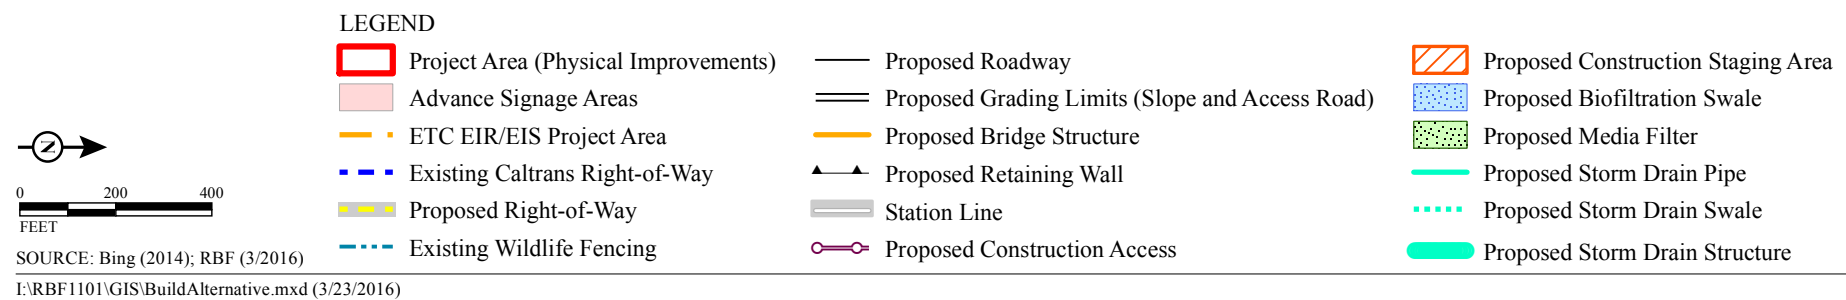 LEGEND
Project Area (Physical Improvements)
Advance Signage Areas
ETC EIR/EIS Project Area
Existing Caltrans Right-of-Way
Proposed Right-of-Way
Existing Wildlife Fencing
Proposed Roadway
Proposed Grading Limits (Slope and Access Road)
Proposed Bridge Structure
Proposed Retaining Wall
Station Line
Proposed Construction Access
Proposed Construction Staging Area
Proposed Biofiltration Swale
Proposed Media Filter
Proposed Storm Drain Pipe
Proposed Storm Drain Swale
Proposed Storm Drain Structure
N
0 200 400
FEET
SOURCE: Bing (2014); RBF (3/2016)
I:\RBF1101\GIS\BuildAlternative.mxd (3/23/2016)